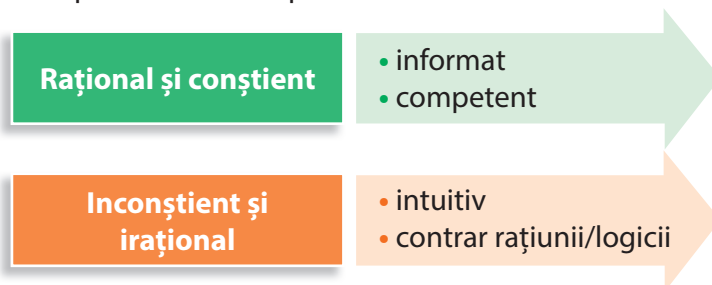 Rațional și conștient
• informat
• competent
Inconștient și
irațional
• intuitiv
• contrar rațiunii/logicii